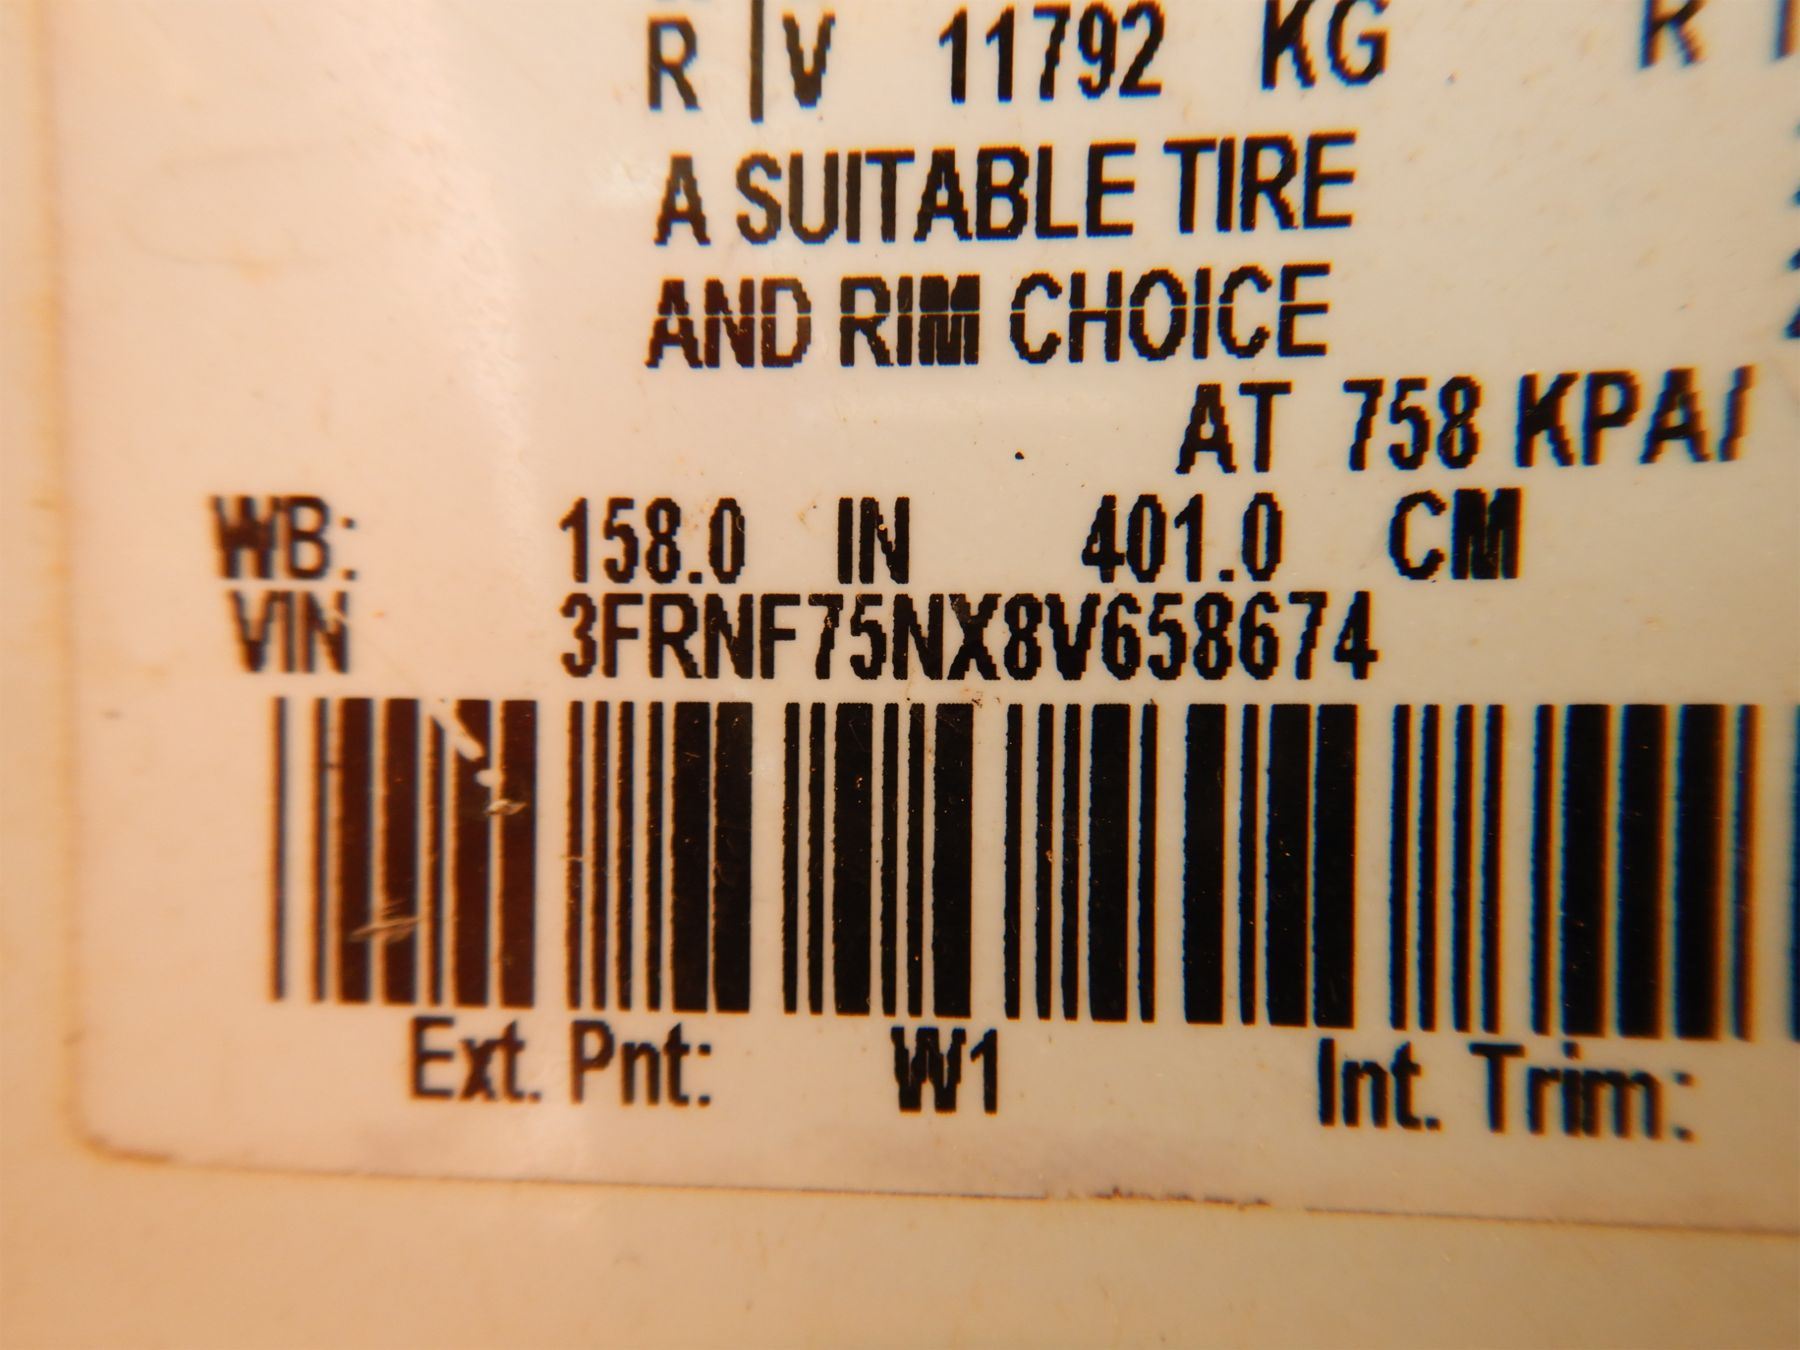 R V 11792 KG R
A SUITABLE TIRE
AND RIM CHOICE
AT 758 KPA/
WB: 158.0 IN 401.0 CM
VIN 3FRNF75NX8V658674
Ext. Pnt: W1 Int. Trim: